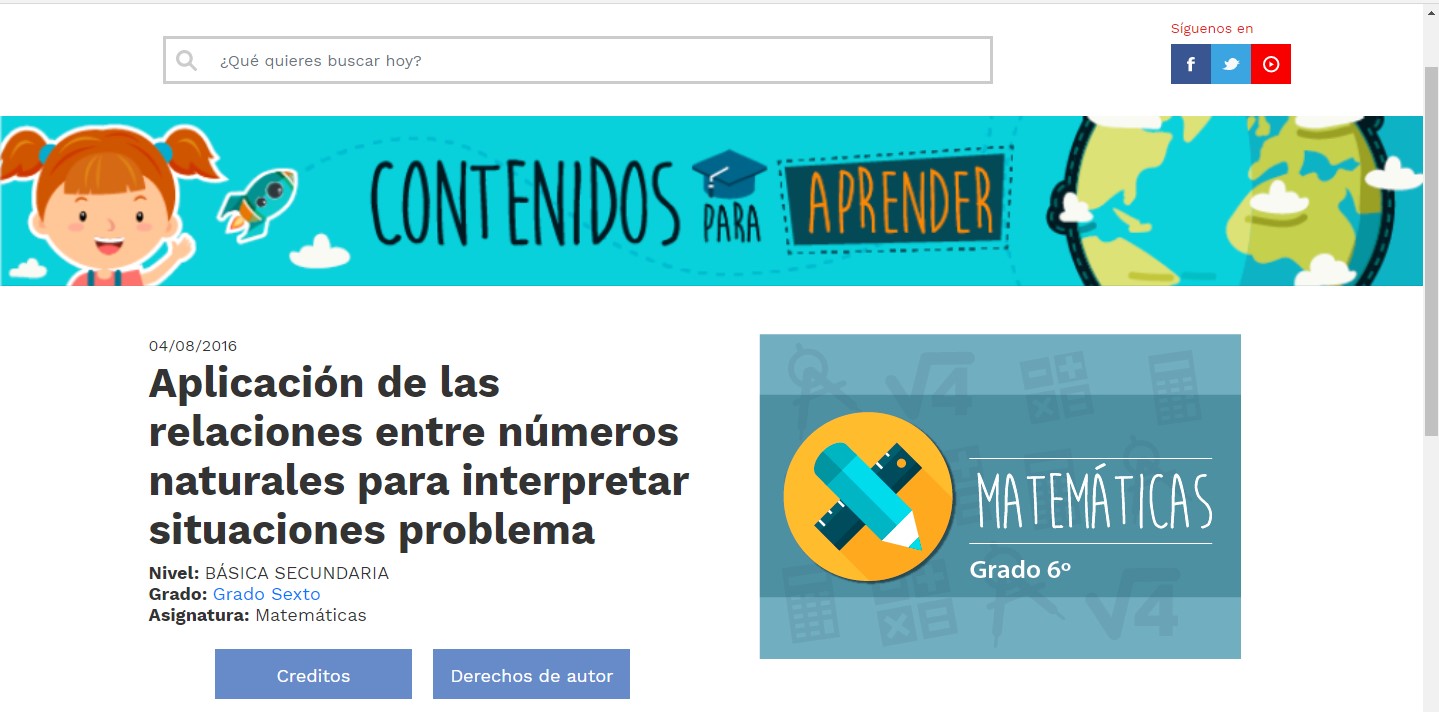 Síguenos en
¿Qué quieres buscar hoy?
CONTENIDOS PARA APRENDER
04/08/2016
Aplicación de las
relaciones entre números
naturales para interpretar
situaciones problema
Nivel: BÁSICA SECUNDARIA
Grado: Grado Sexto
Asignatura: Matemáticas
Creditos
Derechos de autor
√4
MATEMÁTICAS
Grado 6º
√4